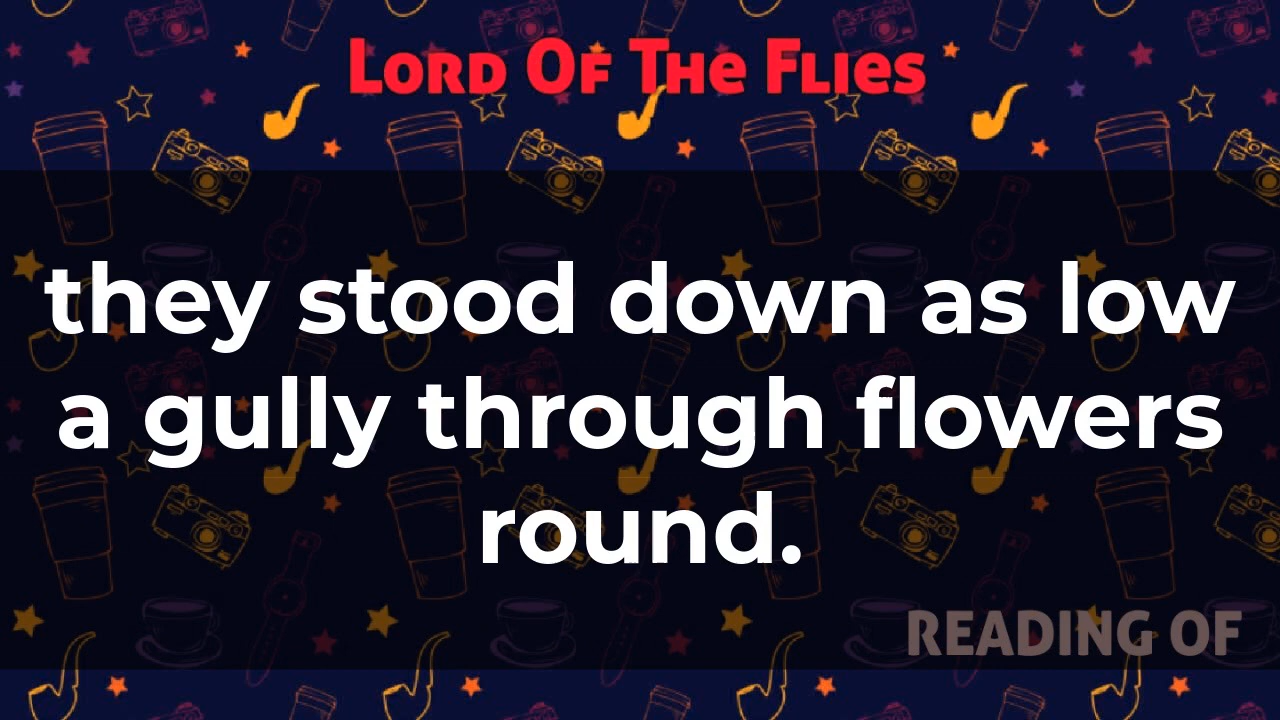 Lord Of The Flies
they stood down as low
a gully through flowers
round.
READING OF